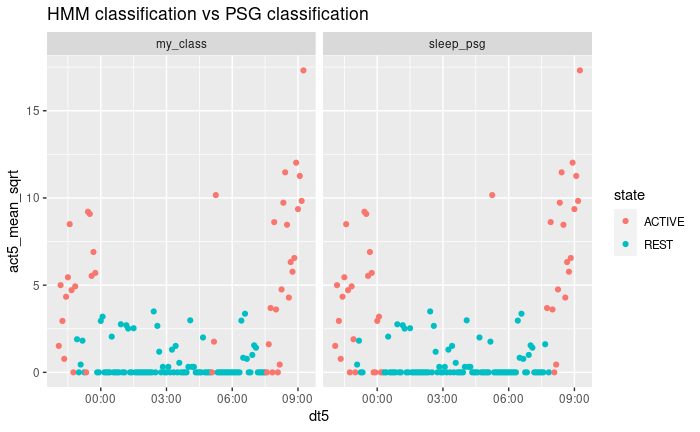 HMM classification vs PSG classification
my_class sleep_psg
act5_mean_sqrt
15
10
5
0
00:00 03:00 06:00 09:00 00:00 03:00 06:00 09:00
dt5
state
ACTIVE
REST